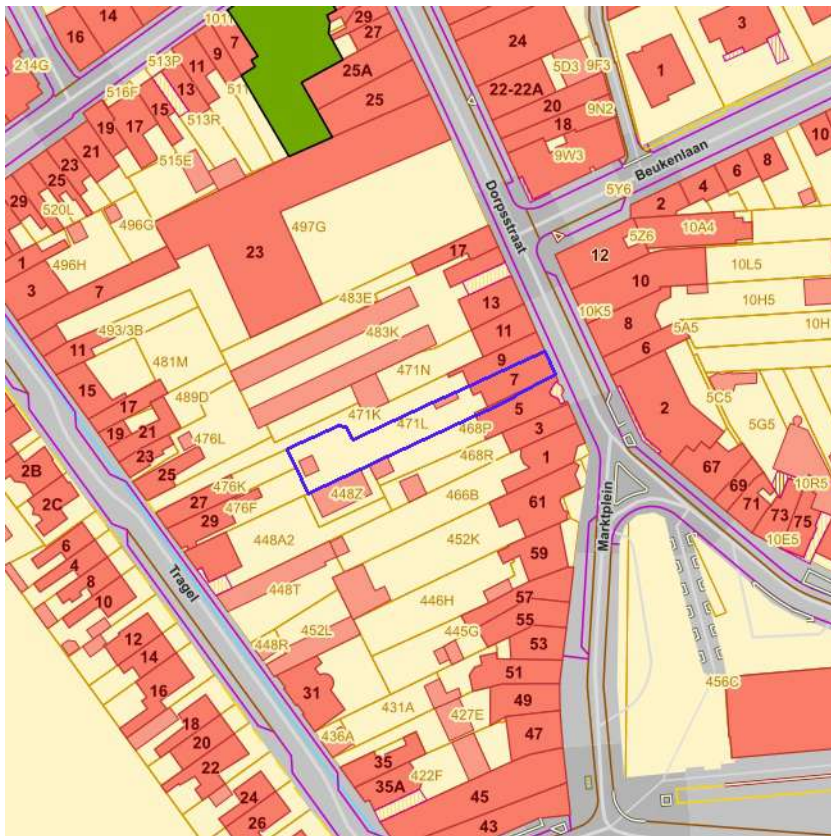 16
14
101
7
9
11
13
29
27
25A
25
24
5D3
9F3
22-22A
20
18
9N2
9W3
1
3
214G
513P
516F
511
513R
19
17
15
515E
Beukenlaan
10
8
6
4
2
5Y6
21
23
25
29
520L
496G
497G
Dorpsstraat
5Z6
10A4
12
10
10L5
1
496H
3
7
23
17
483E
13
11
10K5
8
10H5
10H
5A5
6
493/3B
11
481M
483K
471N
9
7
15
489D
471K
471L
5
468P
3
2
5C5
5G5
17
19
21
23
476L
25
468R
1
10R5
67
69
71
73
75
10E5
2B
2C
476K
27
476F
29
448Z
466B
61
448A2
452K
59
Marktplein
6
4
8
10
Tragel
448T
446H
57
55
53
12
14
448R
452L
445G
456C
16
31
51
49
431A
427E
47
18
20
22
436A
35
35A
422F
45
43
24
26